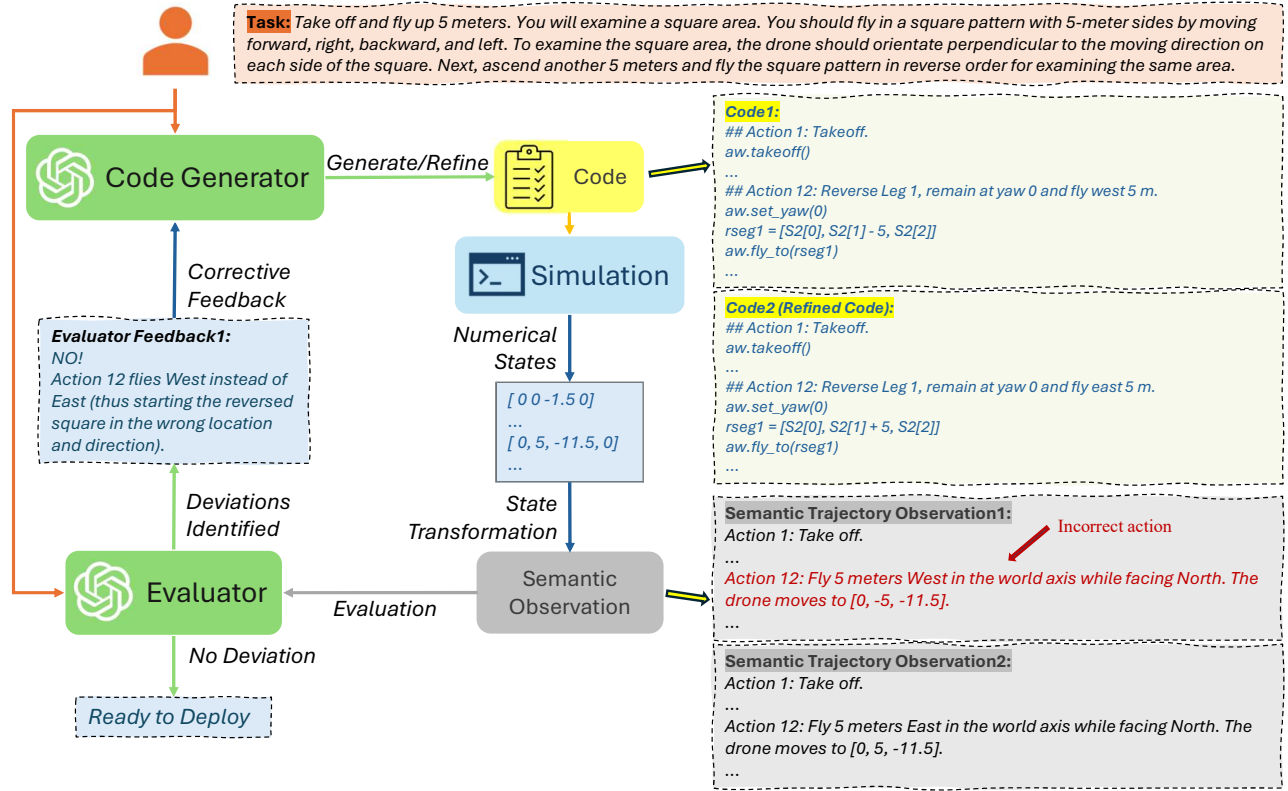 Task: Take off and fly up 5 meters. You will examine a square area. You should fly in a square pattern with 5-meter sides by moving
forward, right, backward, and left. To examine the square area, the drone should orientate perpendicular to the moving direction on
each side of the square. Next, ascend another 5 meters and fly the square pattern in reverse order for examining the same area.
Code Generator
Generate/Refine
Code
Code1:
## Action 1: Takeoff.
aw.takeoff()
...
## Action 12: Reverse Leg 1, remain at yaw 0 and fly west 5 m.
aw.set_yaw(0)
rseg1 = [S2[0], S2[1] - 5, S2[2]]
aw.fly_to(rseg1)
...
Simulation
Corrective
Feedback
Code2 (Refined Code):
## Action 1: Takeoff.
aw.takeoff()
...
## Action 12: Reverse Leg 1, remain at yaw 0 and fly east 5 m.
aw.set_yaw(0)
rseg1 = [S2[0], S2[1] + 5, S2[2]]
aw.fly_to(rseg1)
...
Evaluator Feedback1:
NO!
Action 12 flies West instead of
East (thus starting the reversed
square in the wrong location
and direction).
Numerical
States
[ 0 0 -1.5 0]
...
[ 0, 5, -11.5, 0]
...
Deviations
Identified
State
Transformation
Semantic Trajectory Observation1:
Action 1: Take off.
...
Incorrect action
Action 12: Fly 5 meters West in the world axis while facing North. The
drone moves to [0, -5, -11.5].
...
Evaluator
Evaluation
Semantic
Observation
No Deviation
Ready to Deploy
Semantic Trajectory Observation2:
Action 1: Take off.
...
Action 12: Fly 5 meters East in the world axis while facing North. The
drone moves to [0, 5, -11.5].
...